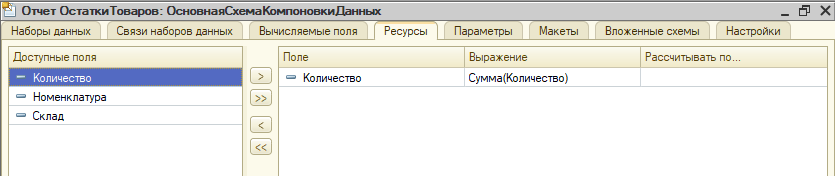 Отчет ОстаткиТоваров: ОсновнаяСхемаКомпоновкиДанных
Наборы данных Связи наборов данных Вычисляемые поля Ресурсы Параметры Макеты Вложенные схемы Настройки
Доступные поля
Количество
Номенклатура
Склад
>
>>
<
<<
Поле Выражение Рассчитывать по...
Количество Сумма(Количество)